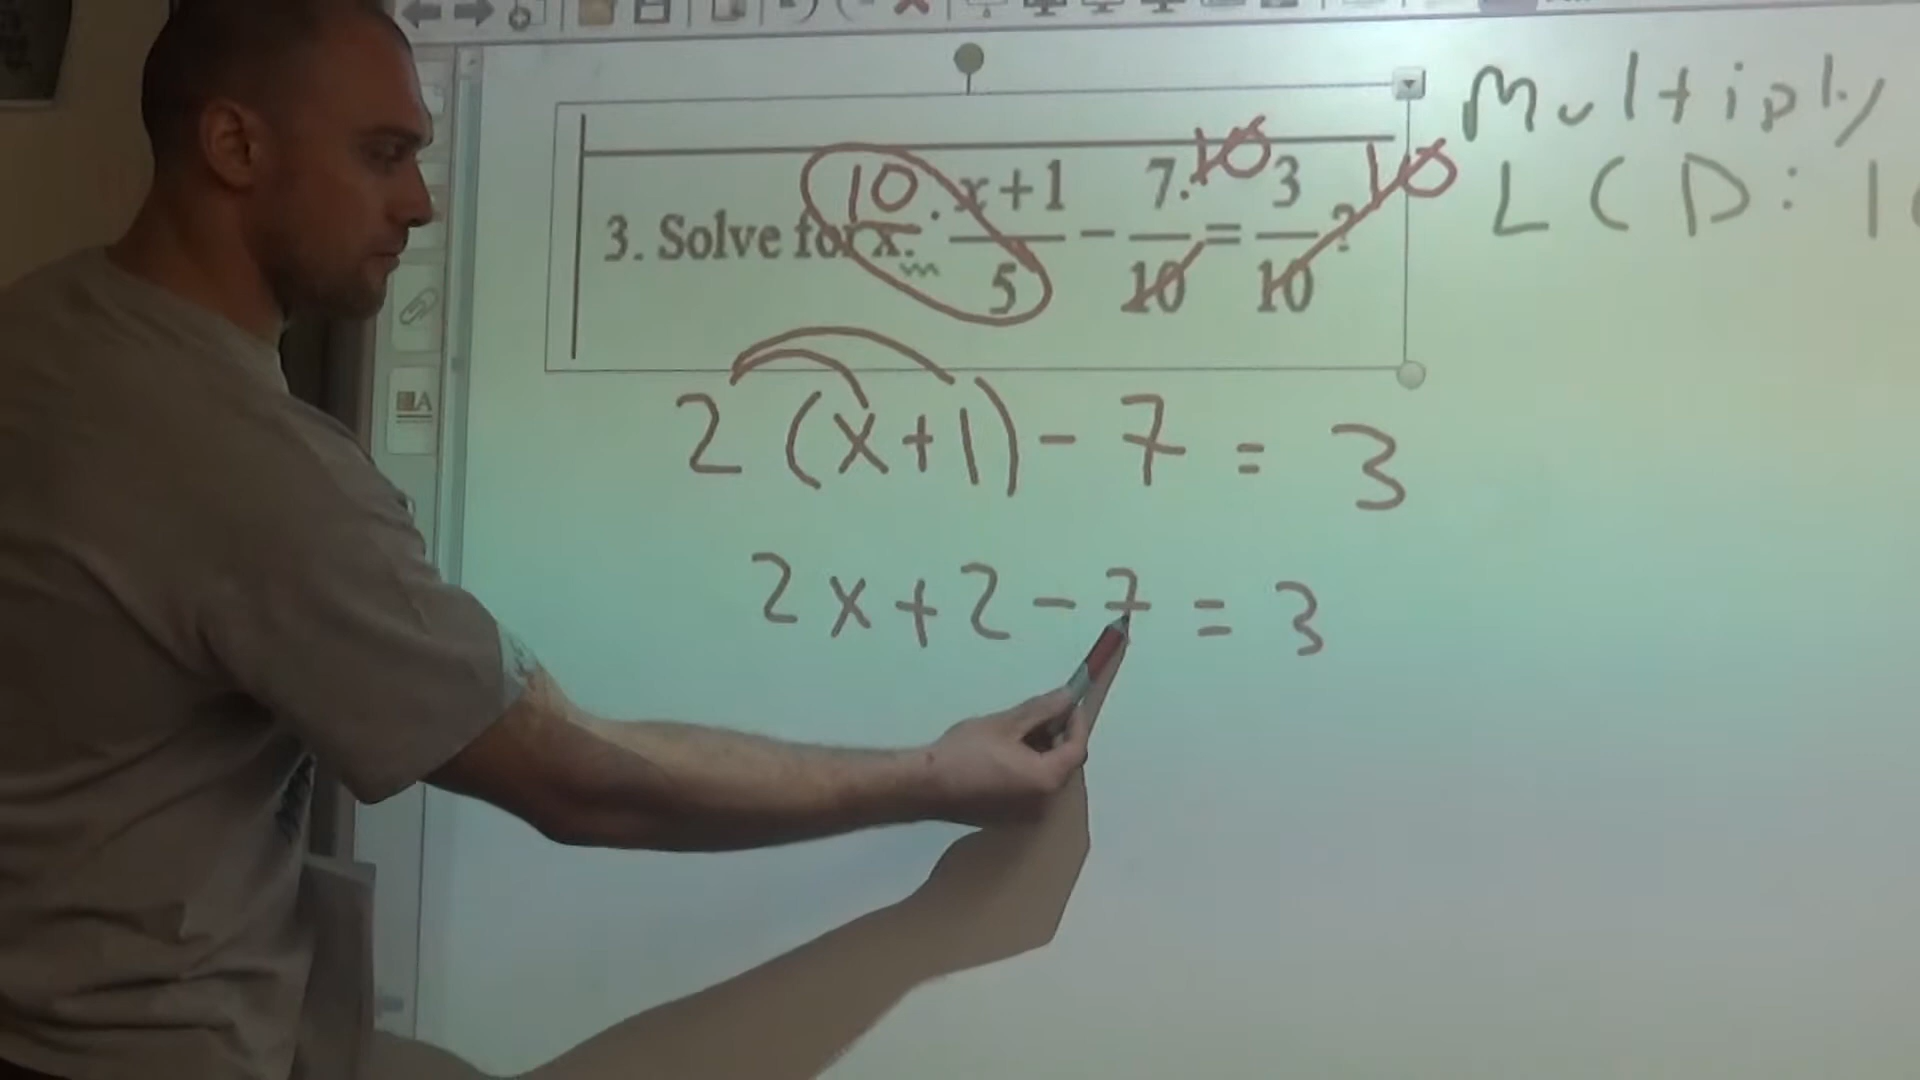 Multiply
LCD: 10
10 10 10
3. Solve for x: x+1/5 - 7/10 = 3/10 ?
2(x+1) - 7 = 3
2x+2-7 = 3